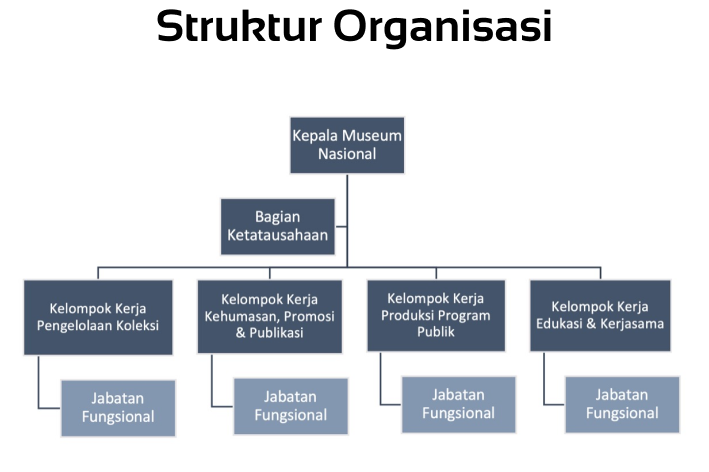 Struktur Organisasi
Kepala Museum
Nasional
Bagian
Ketatausahaan
Kelompok Kerja
Pengelolaan Koleksi
Kelompok Kerja
Kehumasan, Promosi
& Publikasi
Kelompok Kerja
Produksi Program
Publik
Kelompok Kerja
Edukasi & Kerjasama
Jabatan
Fungsional
Jabatan
Fungsional
Jabatan
Fungsional
Jabatan
Fungsional